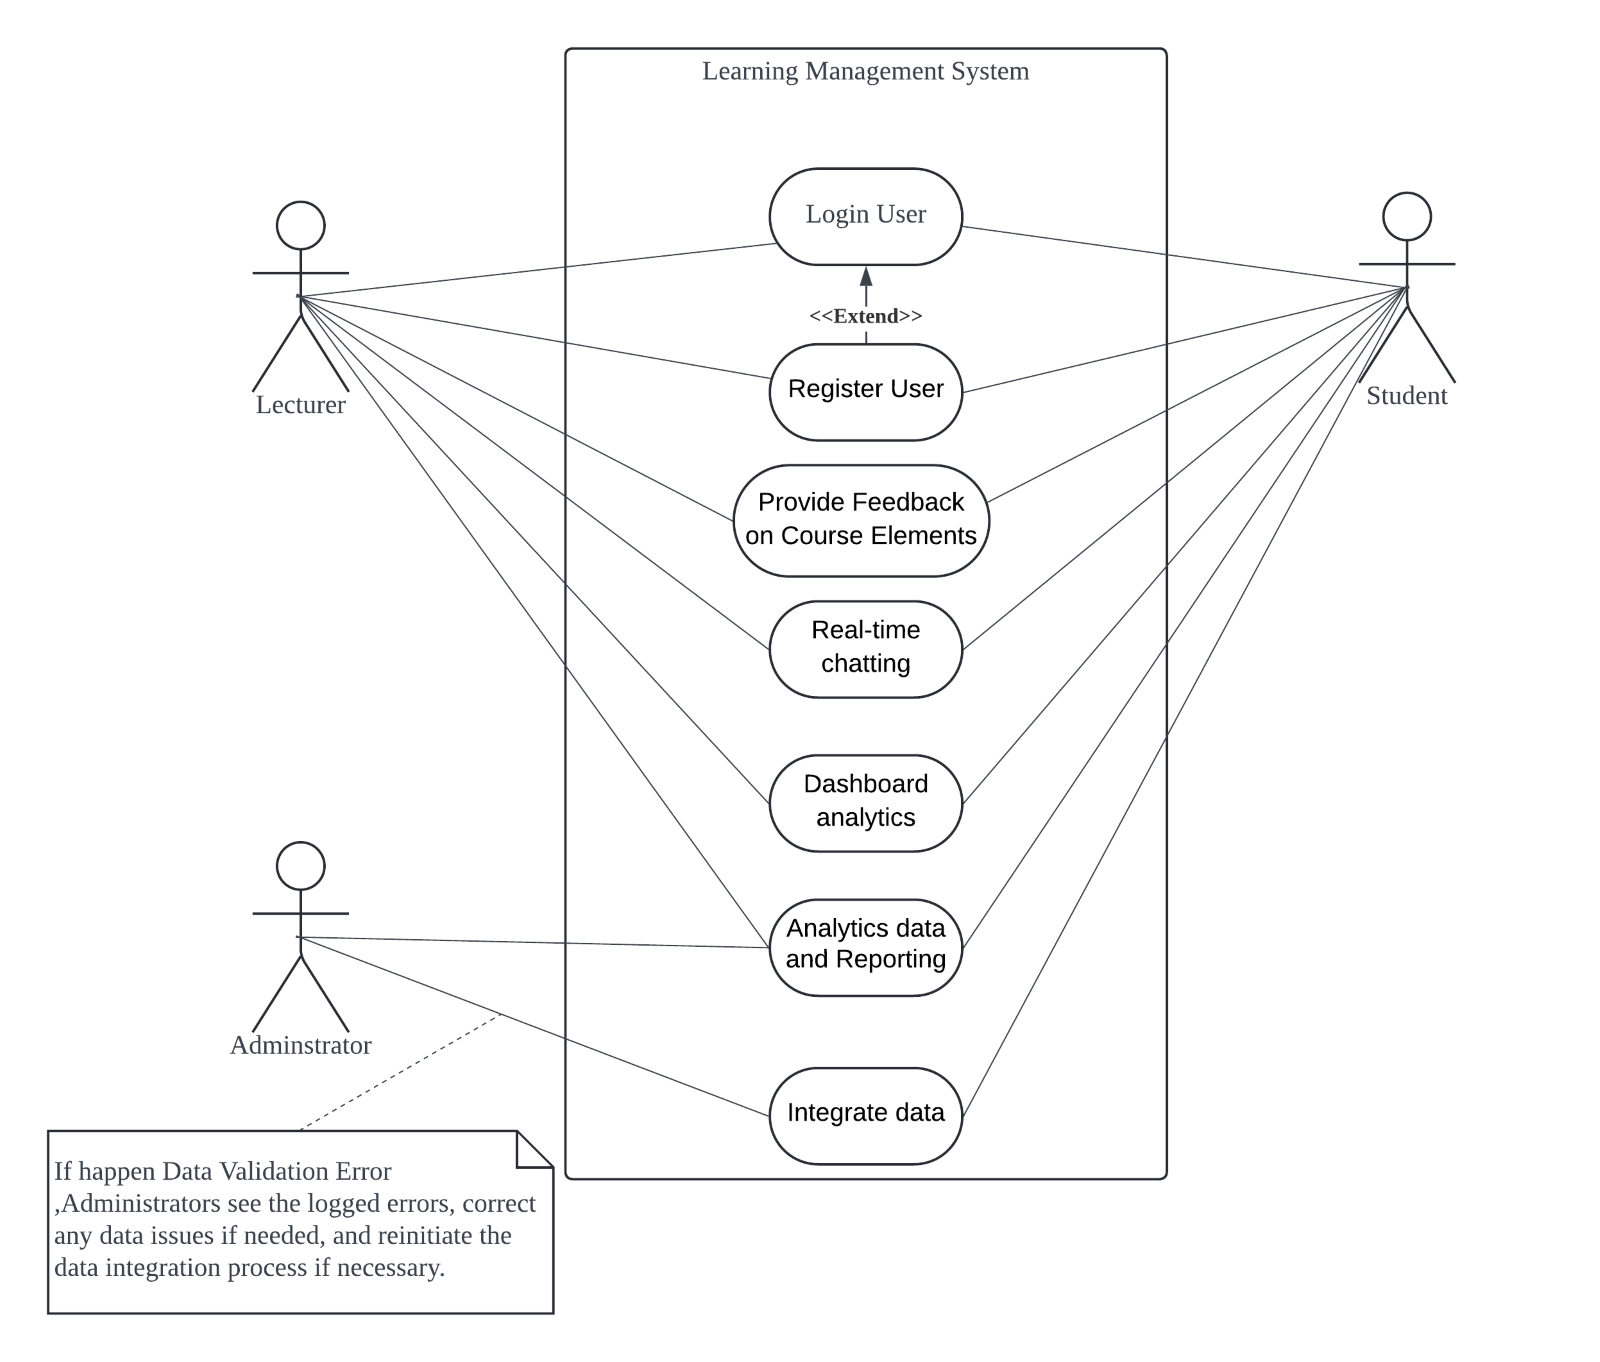 Learning Management System
Login User
<<Extend>>
Register User
Lecturer
Student
Provide Feedback
on Course Elements
Real-time
chatting
Dashboard
analytics
Analytics data
and Reporting
Adminstrator
Integrate data
If happen Data Validation Error
,Administrators see the logged errors, correct
any data issues if needed, and reinitiate the
data integration process if necessary.